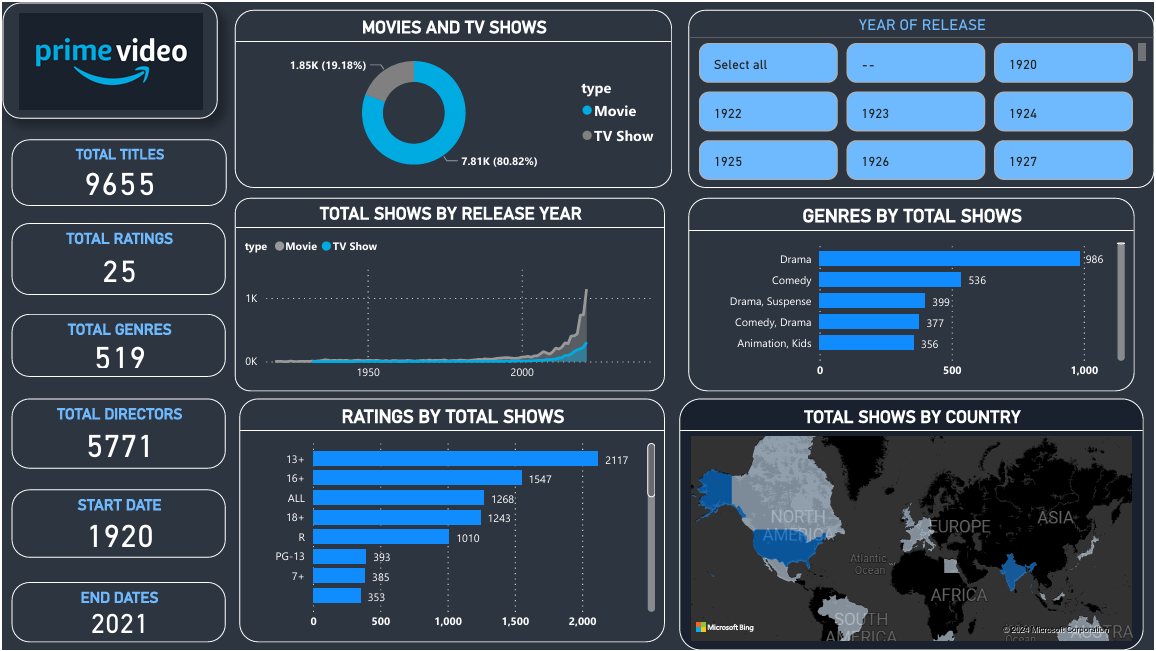 prime video
TOTAL TITLES
9655
TOTAL RATINGS
25
TOTAL GENRES
519
TOTAL DIRECTORS
5771
START DATE
1920
END DATES
2021
MOVIES AND TV SHOWS
1.85K (19.18%)
7.81K (80.82%)
type
Movie
TV Show
YEAR OF RELEASE
Select all
--
1920
1922
1923
1924
1925
1926
1927
TOTAL SHOWS BY RELEASE YEAR
type Movie TV Show
1K
0K
1950 2000
GENRES BY TOTAL SHOWS
Drama 986
Comedy 536
Drama, Suspense 399
Comedy, Drama 377
Animation, Kids 356
0 500 1,000
RATINGS BY TOTAL SHOWS
13+ 2117
16+ 1547
ALL 1268
18+ 1243
R 1010
PG-13 393
7+ 385
353
0 500 1,000 1,500 2,000
TOTAL SHOWS BY COUNTRY
NORTH
AMERICA
EUROPE
ASIA
Atlantic
Ocean
AFRICA
SOUTH
AMERICA
Microsoft Bing
© 2024 Microsoft Corporation